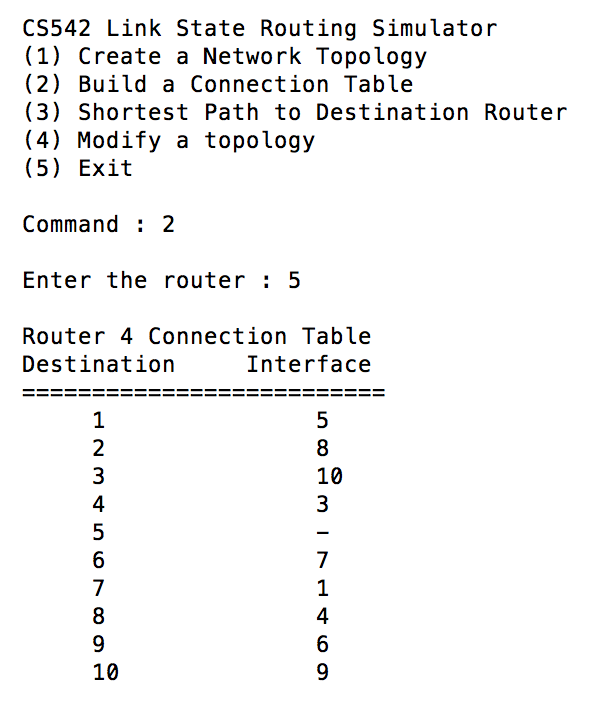 CS542 Link State Routing Simulator
(1) Create a Network Topology
(2) Build a Connection Table
(3) Shortest Path to Destination Router
(4) Modify a topology
(5) Exit
Command : 2
Enter the router : 5
Router 4 Connection Table
Destination     Interface
==========================
1               5
2               8
3               10
4               3
5               –
6               7
7               1
8               4
9               6
10              9